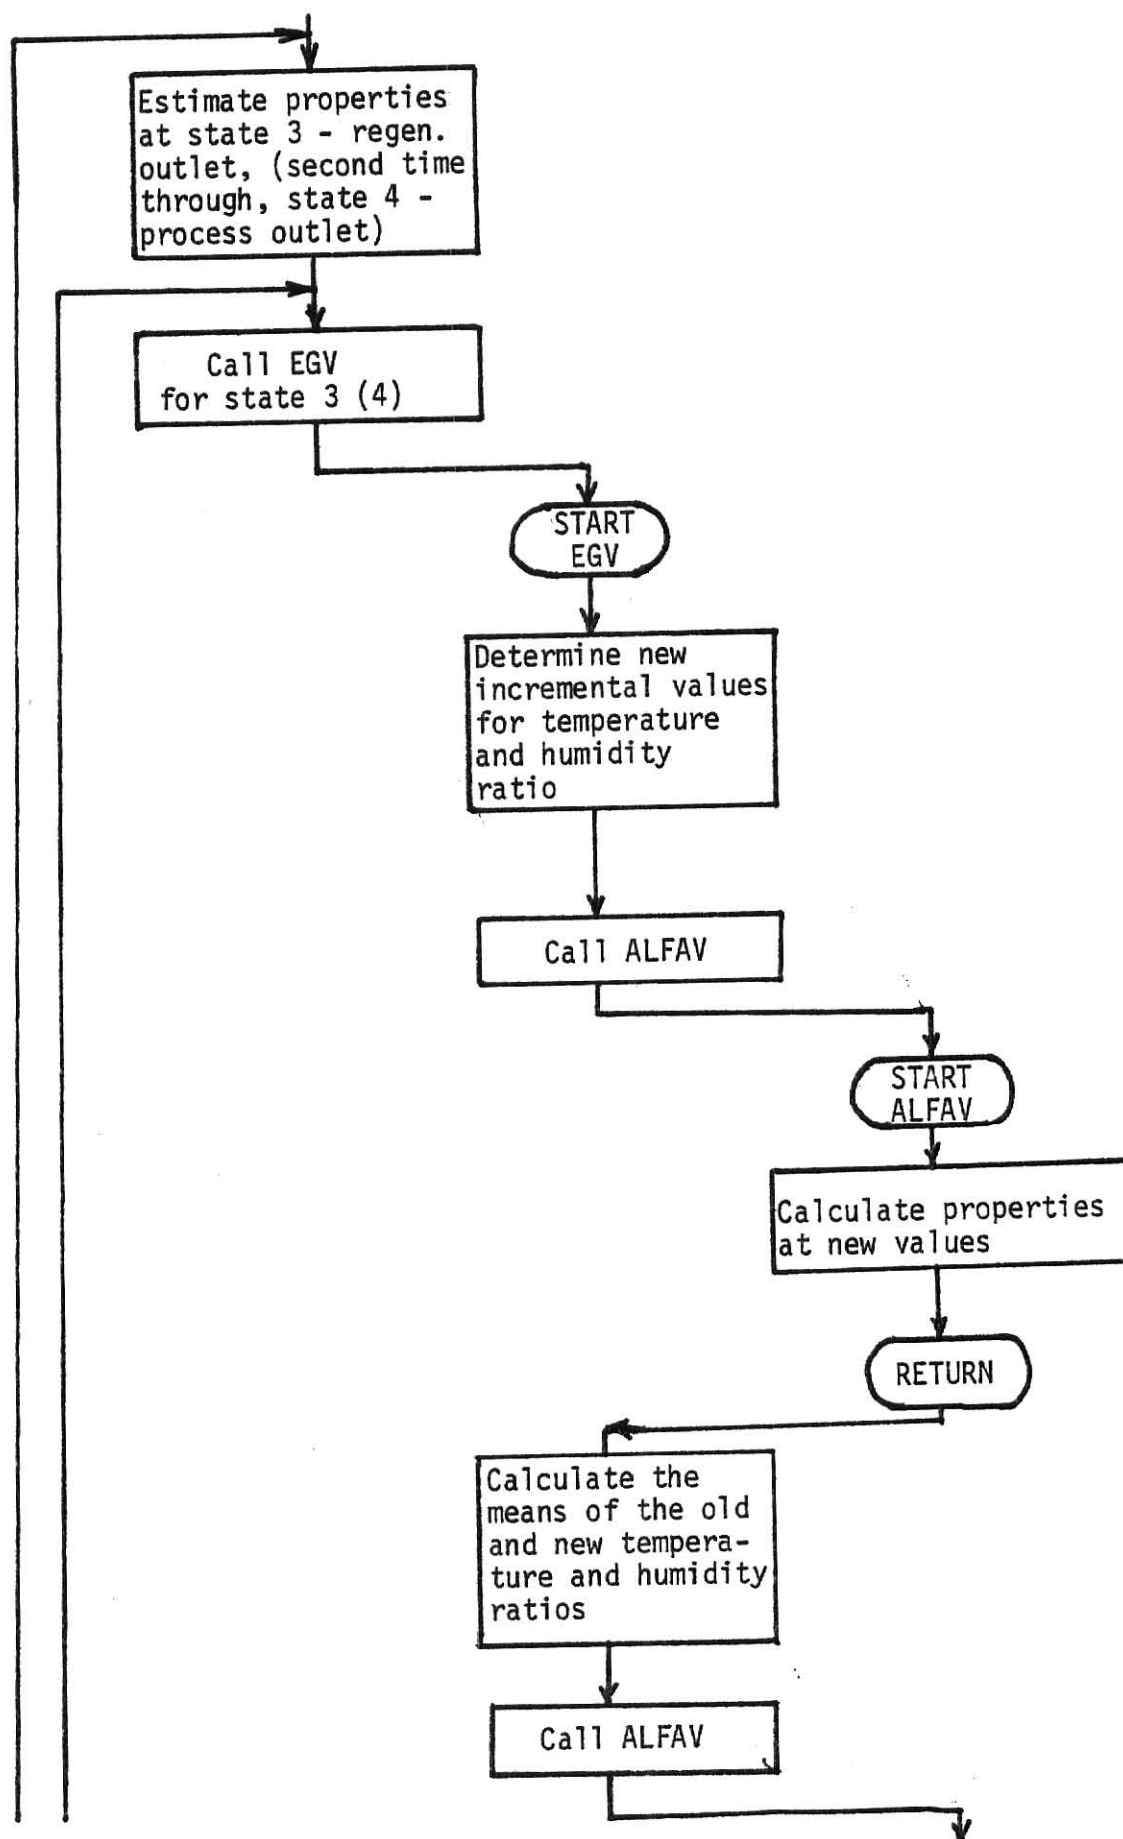 Estimate properties
at state 3 - regen.
outlet, (second time
through, state 4 -
process outlet)
Call EGV
for state 3 (4)
START
EGV
Determine new
incremental values
for temperature
and humidity
ratio
Call ALFAV
START
ALFAV
Calculate properties
at new values
RETURN
Calculate the
means of the old
and new tempera-
ture and humidity
ratios
Call ALFAV